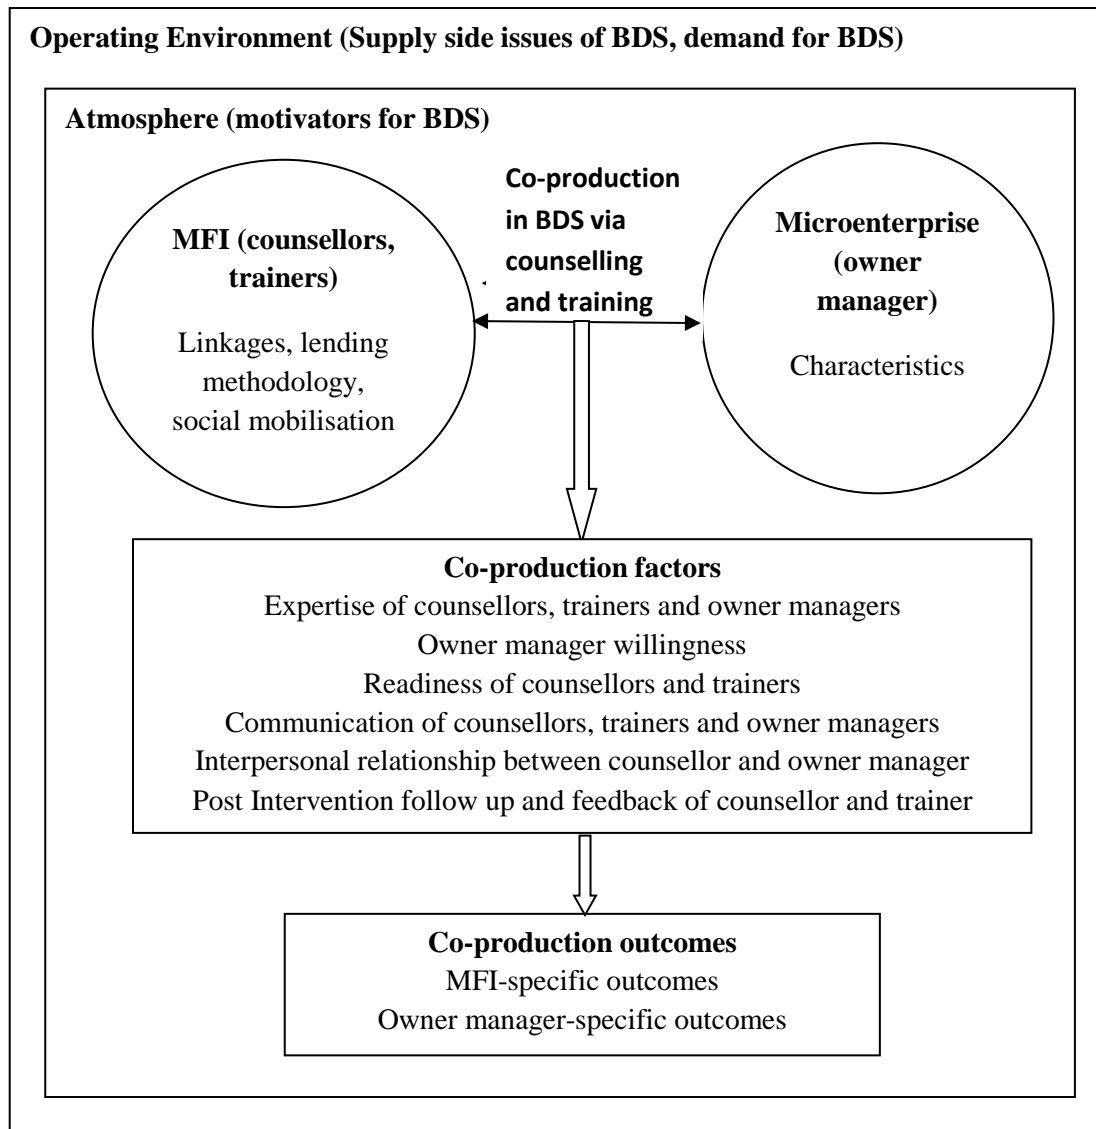 Operating Environment (Supply side issues of BDS, demand for BDS)
Atmosphere (motivators for BDS)
MFI (counsellors,
trainers)
Linkages, lending
methodology,
social mobilisation
Co-production
in BDS via
counselling
and training
Microenterprise
(owner
manager)
Characteristics
Co-production factors
Expertise of counsellors, trainers and owner managers
Owner manager willingness
Readiness of counsellors and trainers
Communication of counsellors, trainers and owner managers
Interpersonal relationship between counsellor and owner manager
Post Intervention follow up and feedback of counsellor and trainer
Co-production outcomes
MFI-specific outcomes
Owner manager-specific outcomes